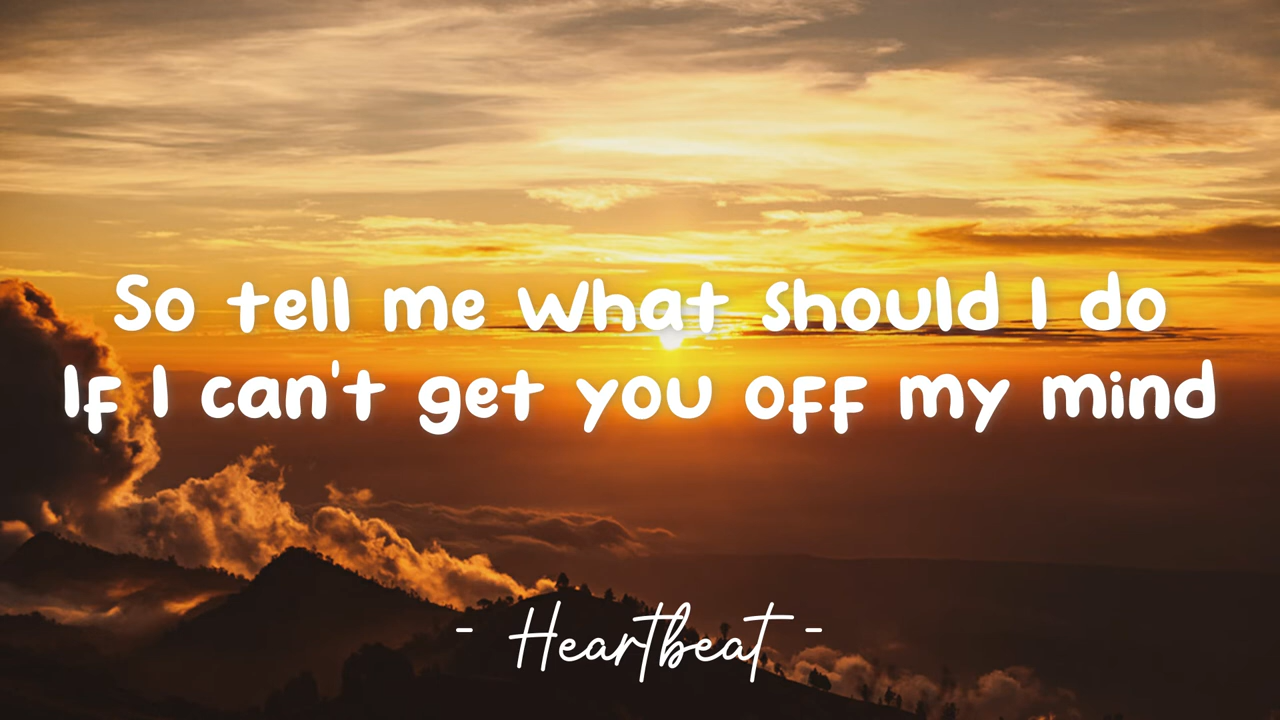 So tell me what should I do
If I can't get you off my mind
- Heartbeat -